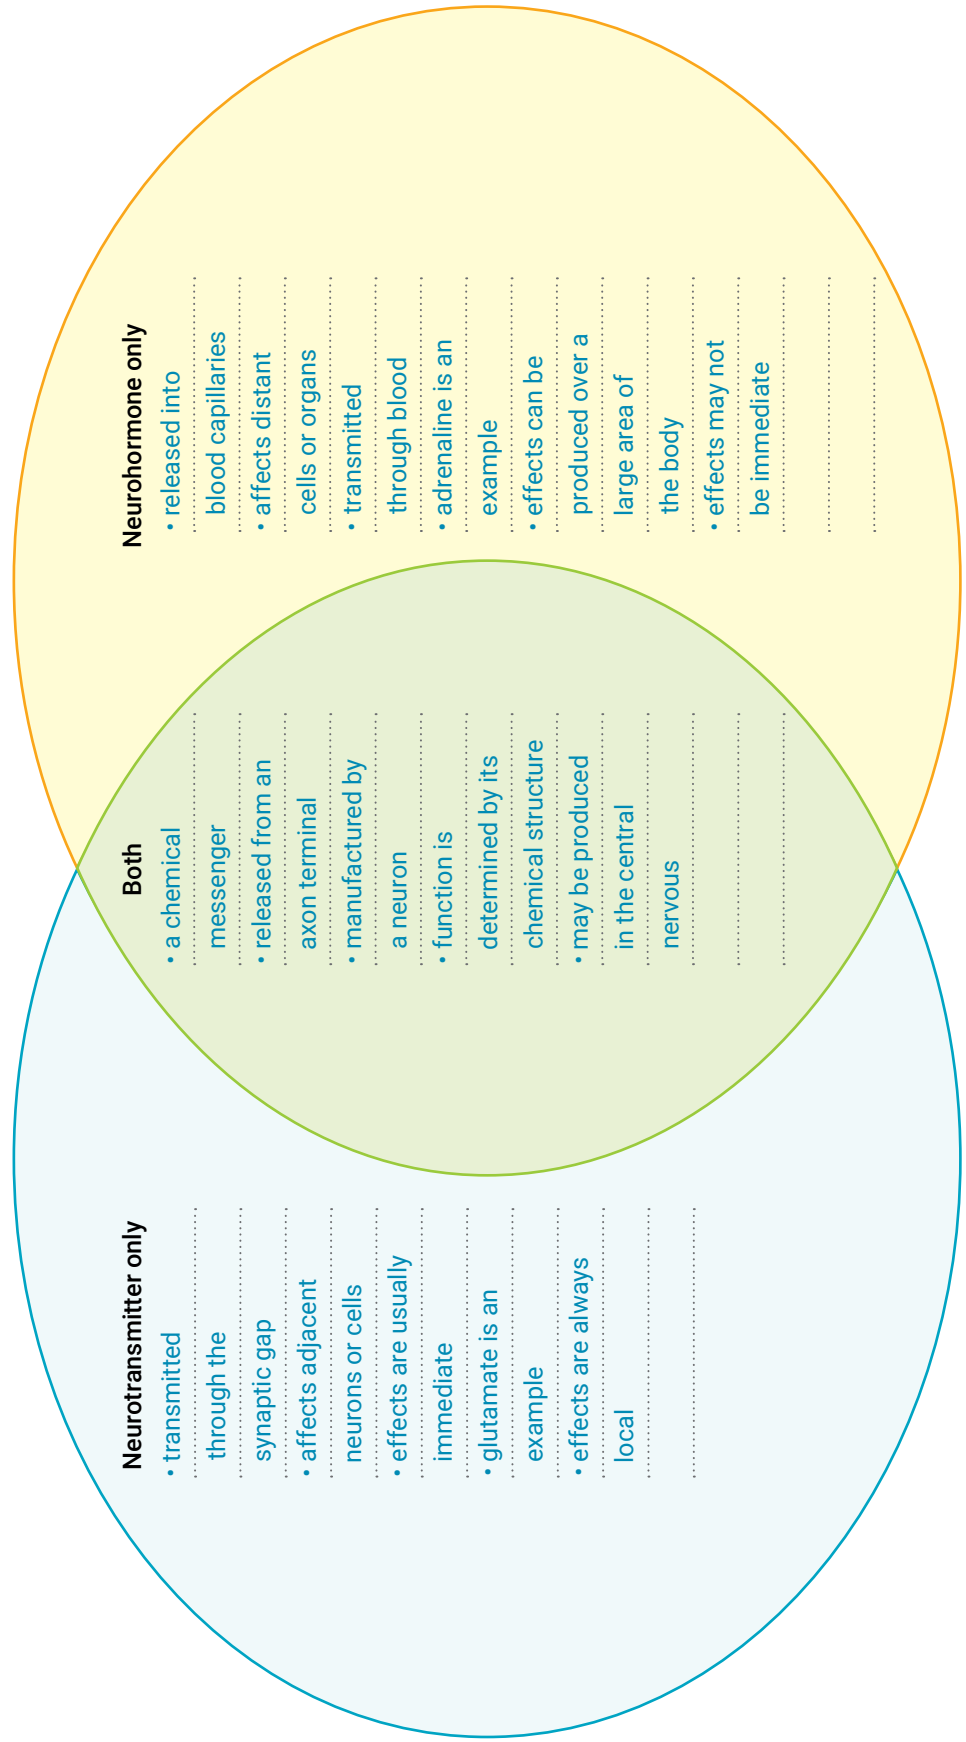 Neurotransmitter only
• transmitted
through the
synaptic gap
• affects adjacent
neurons or cells
• effects are usually
immediate
• glutamate is an
example
• effects are always
local
Both
• a chemical
messenger
• released from an
axon terminal
• manufactured by
a neuron
• function is
determined by its
chemical structure
• may be produced
in the central
nervous
Neurohormone only
• released into
blood capillaries
• affects distant
cells or organs
• transmitted
through blood
• adrenaline is an
example
• effects can be
produced over a
large area of
the body
• effects may not
be immediate